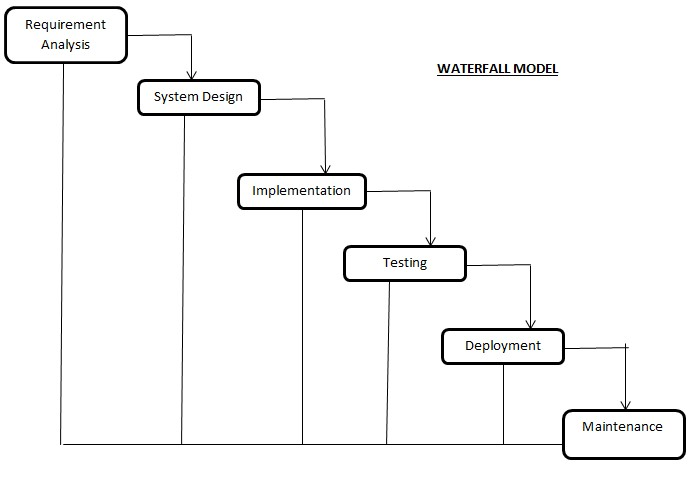 Requirement
Analysis
WATERFALL MODEL
System Design
Implementation
Testing
Deployment
Maintenance